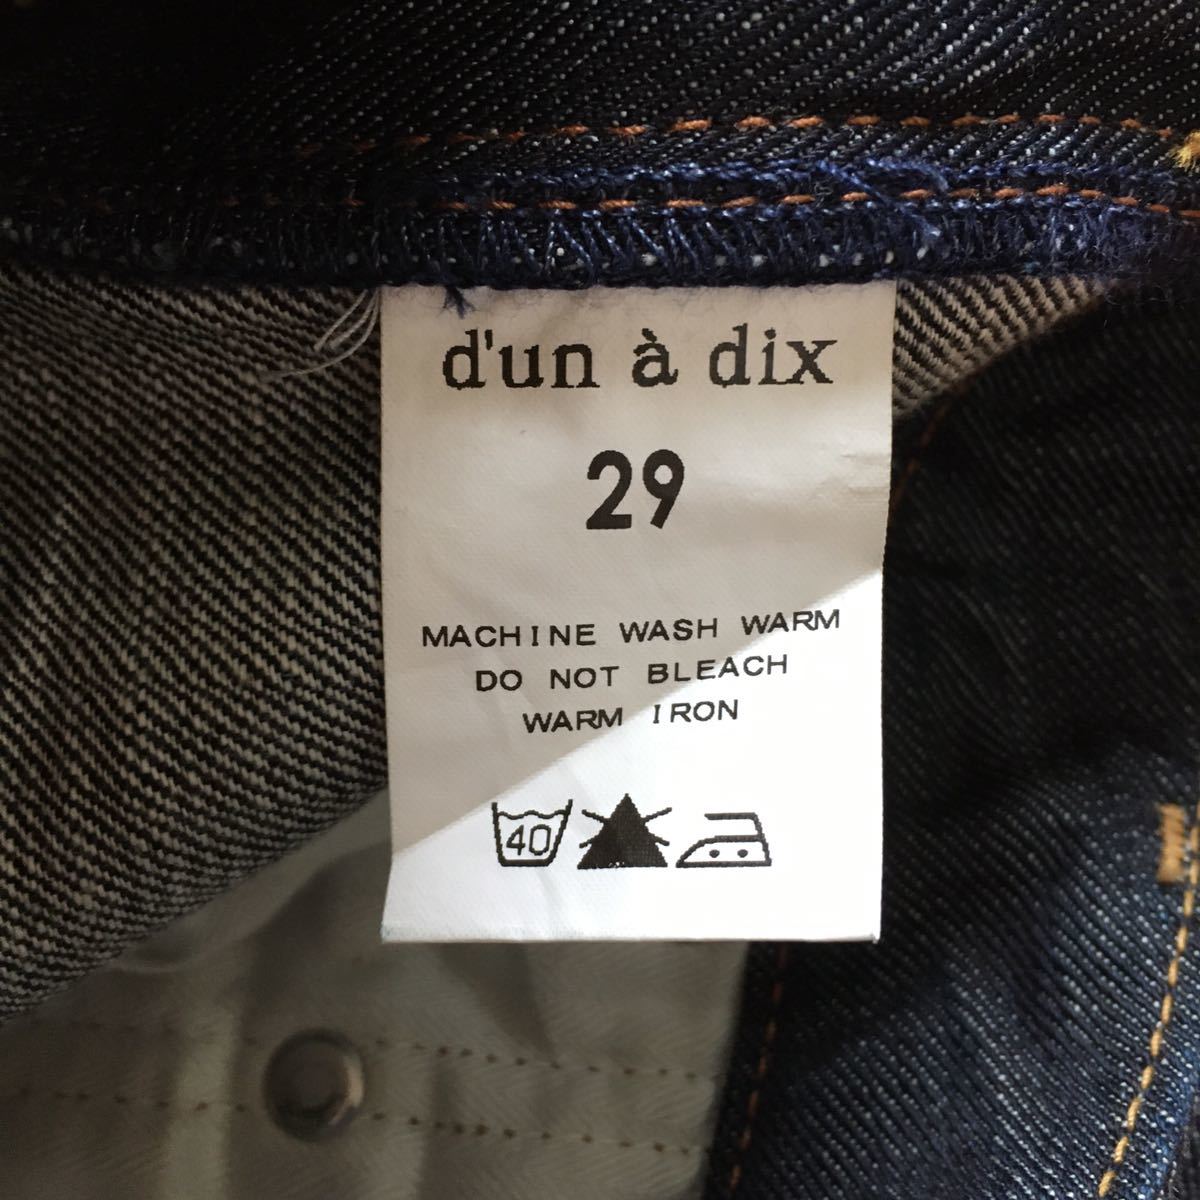 d'un à dix
29
MACHINE WASH WARM
DO NOT BLEACH
WARM IRON
40